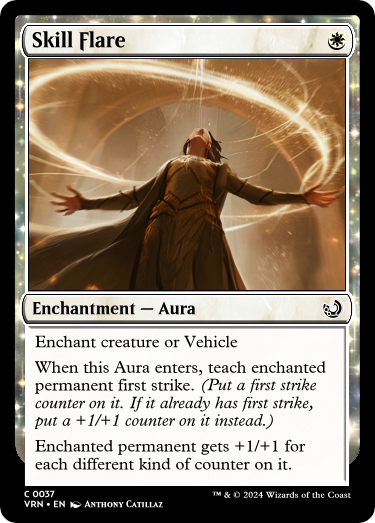 Skill Flare
Enchantment — Aura
Enchant creature or Vehicle
When this Aura enters, teach enchanted
permanent first strike. (Put a first strike
counter on it. If it already has first strike,
put a +1/+1 counter on it instead.)
Enchanted permanent gets +1/+1 for
each different kind of counter on it.
C 0037
VRN • EN Anthony Catillaz
™ & © 2024 Wizards of the Coast